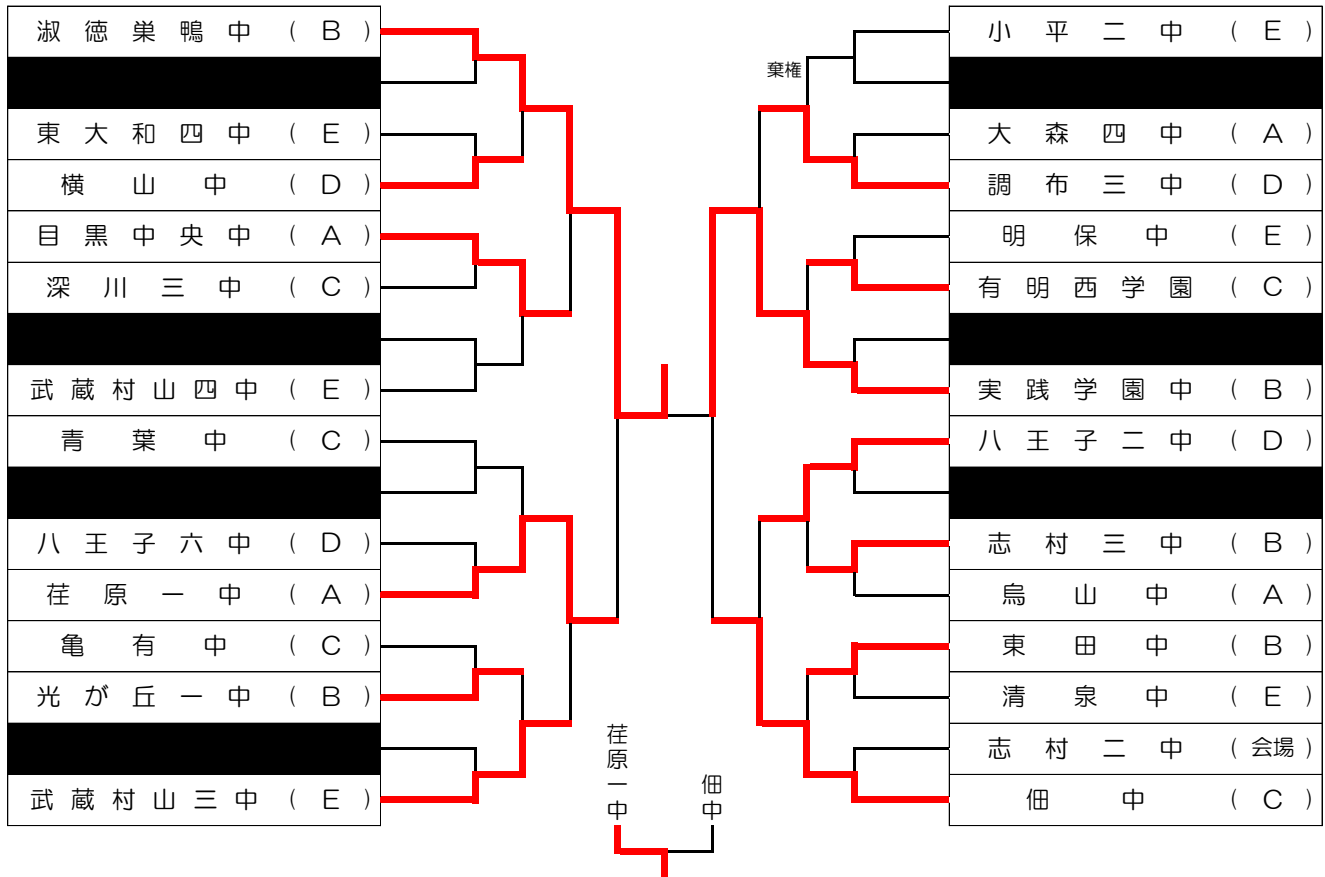 淑徳巣鴨中（B）
東大和四中（E）
横山中（D）
目黒中央中（A）
深川三中（C）
武蔵村山四中（E）
青葉中（C）
八王子六中（D）
荏原一中（A）
亀有中（C）
光が丘一中（B）
武蔵村山三中（E）
棄権
荏原一中
佃中
小平二中（E）
大森四中（A）
調布三中（D）
明保中（E）
有明西学園（C）
実践学園中（B）
八王子二中（D）
志村三中（B）
烏山中（A）
東田中（B）
清泉中（E）
志村二中（会場）
佃中（C）